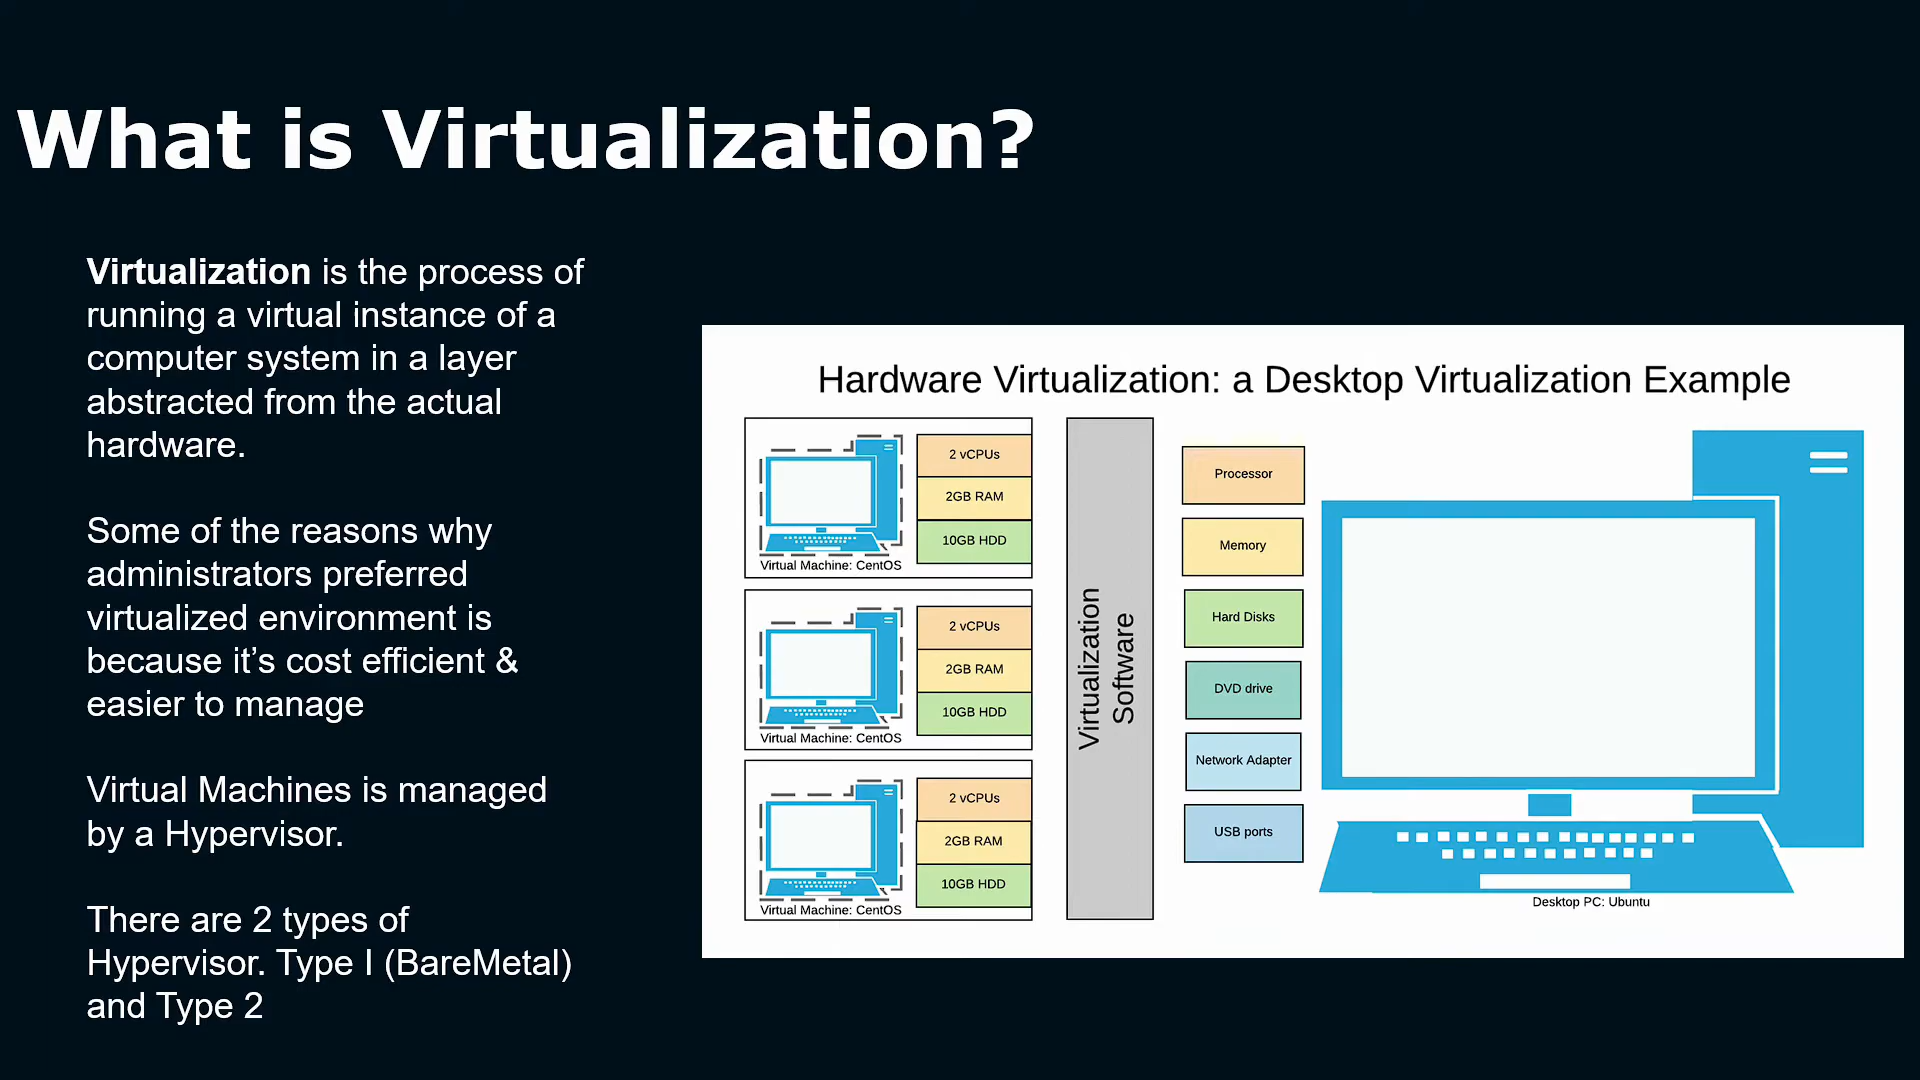 What is Virtualization?
Virtualization is the process of
running a virtual instance of a
computer system in a layer
abstracted from the actual
hardware.
Some of the reasons why
administrators preferred
virtualized environment is
because it’s cost efficient &
easier to manage
Virtual Machines is managed
by a Hypervisor.
There are 2 types of
Hypervisor. Type I (BareMetal)
and Type 2
Hardware Virtualization: a Desktop Virtualization Example
2 vCPUs
2GB RAM
10GB HDD
Virtual Machine: CentOS
2 vCPUs
2GB RAM
10GB HDD
Virtual Machine: CentOS
2 vCPUs
2GB RAM
10GB HDD
Virtual Machine: CentOS
Virtualization
Software
Processor
Memory
Hard Disks
DVD drive
Network Adapter
USB ports
Desktop PC: Ubuntu